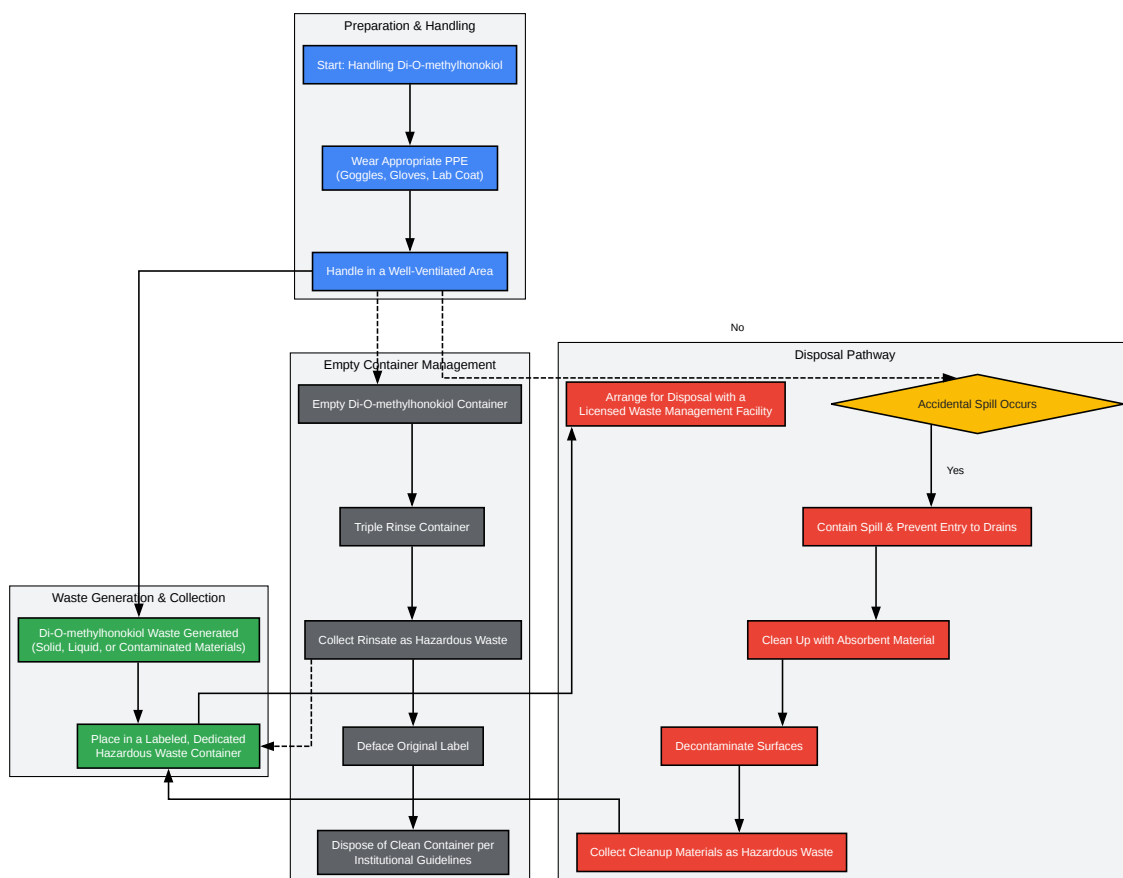 Preparation & Handling
Start: Handling Di-O-methylhonokiol
Wear Appropriate PPE
(Goggles, Gloves, Lab Coat)
Handle in a Well-Ventilated Area
No
Empty Container Management
Disposal Pathway
Empty Di-O-methylhonokiol Container
Arrange for Disposal with a
Licensed Waste Management Facility
Accidental Spill Occurs
Yes
Triple Rinse Container
Contain Spill & Prevent Entry to Drains
Waste Generation & Collection
Di-O-methylhonokiol Waste Generated
(Solid, Liquid, or Contaminated Materials)
Collect Rinsate as Hazardous Waste
Clean Up with Absorbent Material
Place in a Labeled, Dedicated
Hazardous Waste Container
Deface Original Label
Decontaminate Surfaces
Dispose of Clean Container per
Institutional Guidelines
Collect Cleanup Materials as Hazardous Waste